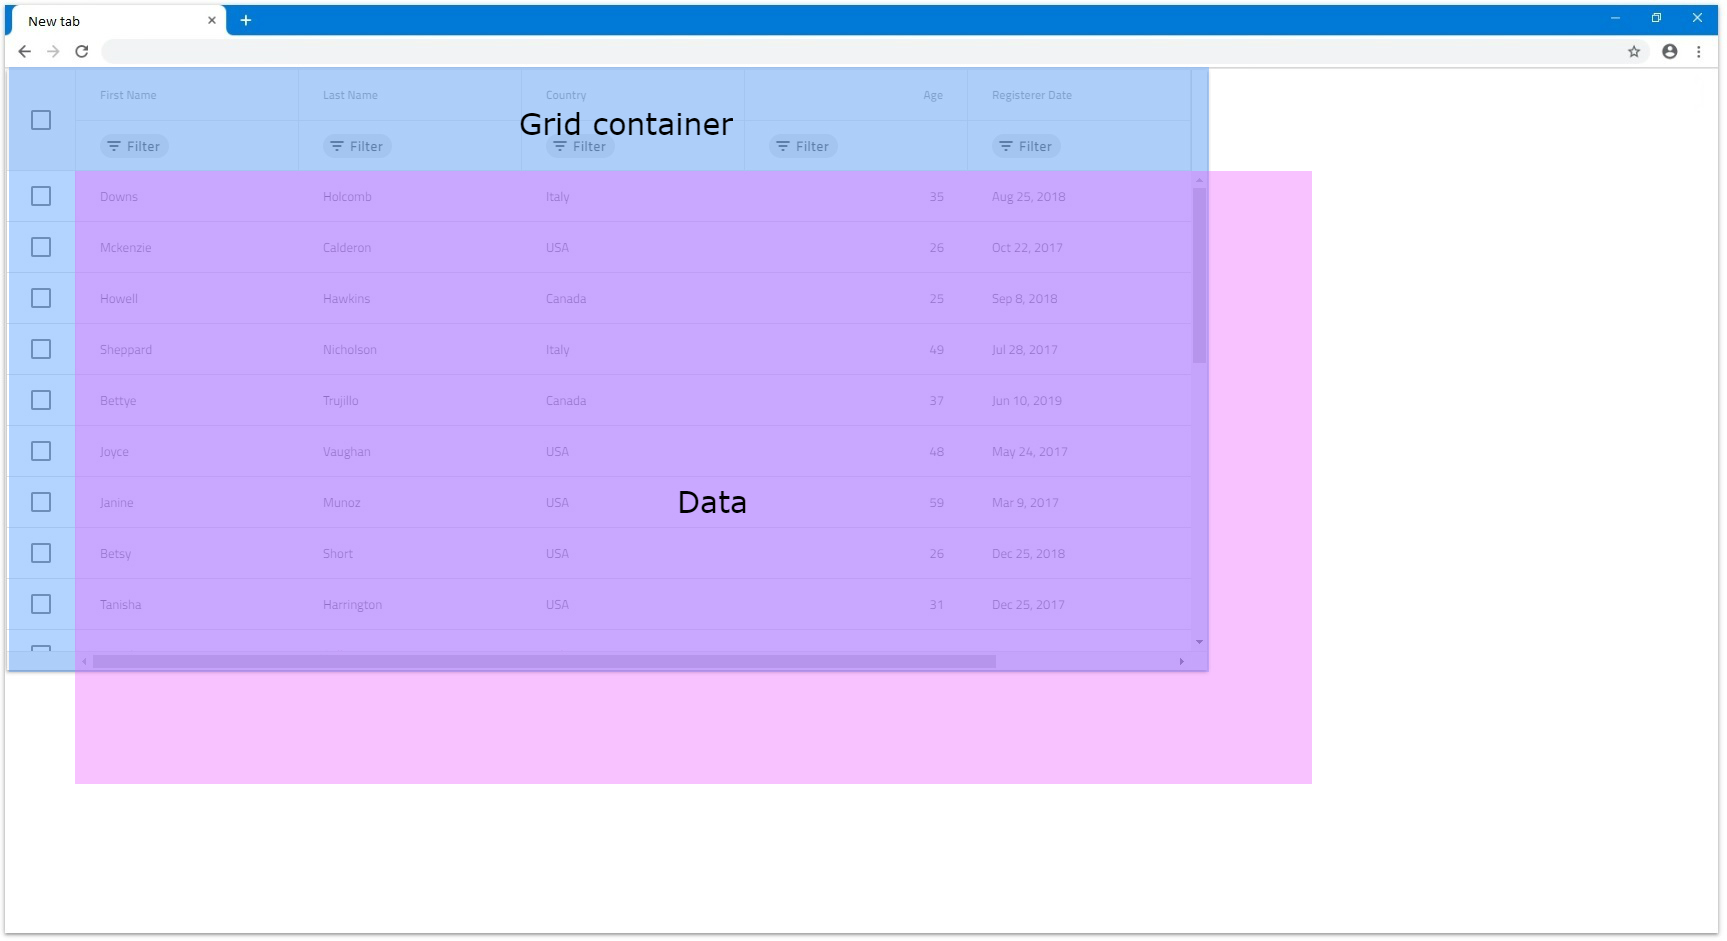 New tab
First Name Last Name Country Age Registerer Date
Grid container
Filter Filter Filter Filter Filter
Downs Holcomb Italy 35 Aug 25, 2018
Mckenzie Calderon USA 26 Oct 22, 2017
Howell Hawkins Canada 25 Sep 8, 2018
Sheppard Nicholson Italy 49 Jul 28, 2017
Bettye Trujillo Canada 37 Jun 10, 2019
Joyce Vaughan USA 48 May 24, 2017
Janine Munoz USA 59 Mar 9, 2017
Data
Betsy Short USA 26 Dec 25, 2018
Tanisha Harrington USA 31 Dec 25, 2017